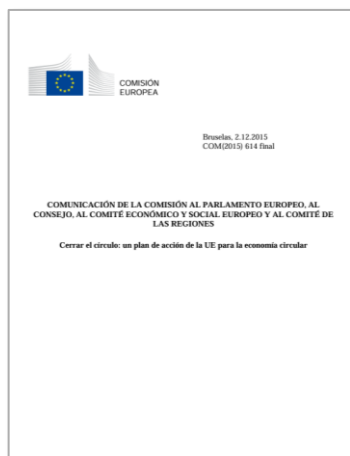 COMISIÓN
EUROPEA
Bruselas, 2.12.2015
COM(2015) 614 final
COMUNICACIÓN DE LA COMISIÓN AL PARLAMENTO EUROPEO, AL
CONSEJO, AL COMITÉ ECONÓMICO Y SOCIAL EUROPEO Y AL COMITÉ DE
LAS REGIONES
Cerrar el círculo: un plan de acción de la UE para la economía circular